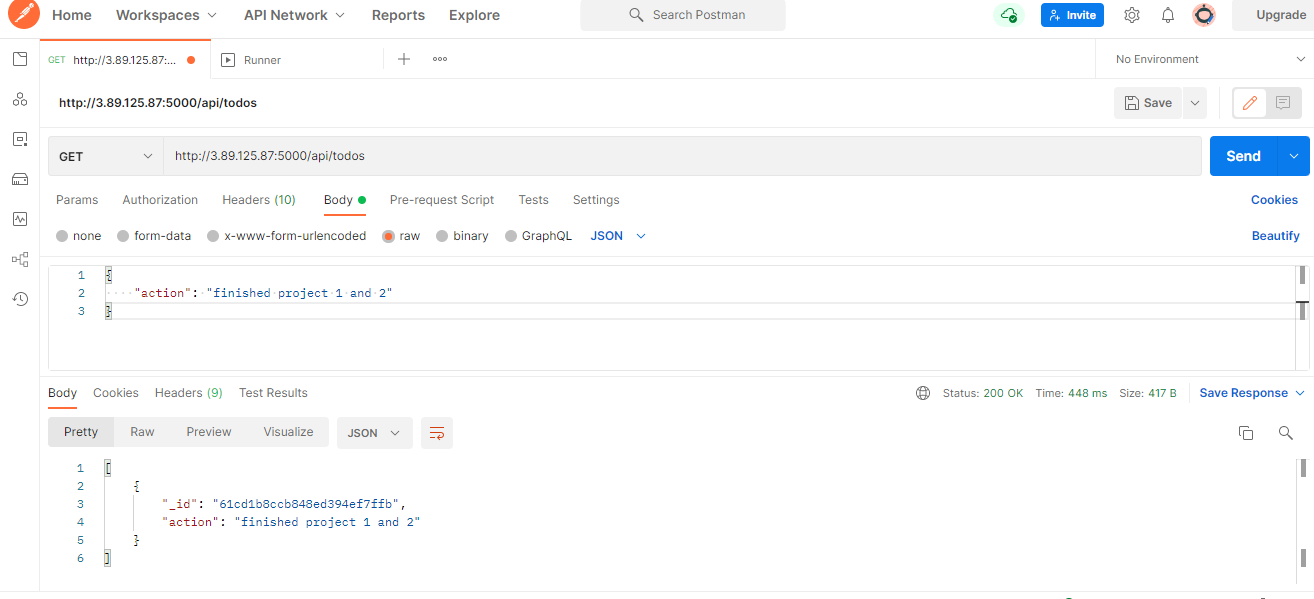 Home Workspaces API Network Reports Explore Search Postman Invite Upgrade
GET http://3.89.125.87:... Runner No Environment
http://3.89.125.87:5000/api/todos Save
GET http://3.89.125.87:5000/api/todos Send
Params Authorization Headers (10) Body Pre-request Script Tests Settings Cookies
none form-data x-www-form-urlencoded raw binary GraphQL JSON Beautify
1 {
2 ····"action":·"finished·project·1·and·2"
3 }
Body Cookies Headers (9) Test Results Status: 200 OK Time: 448 ms Size: 417 B Save Response
Pretty Raw Preview Visualize JSON
1 [
2 {
3 "_id": "61cd1b8ccb848ed394ef7ffb",
4 "action": "finished project 1 and 2"
5 }
6 ]